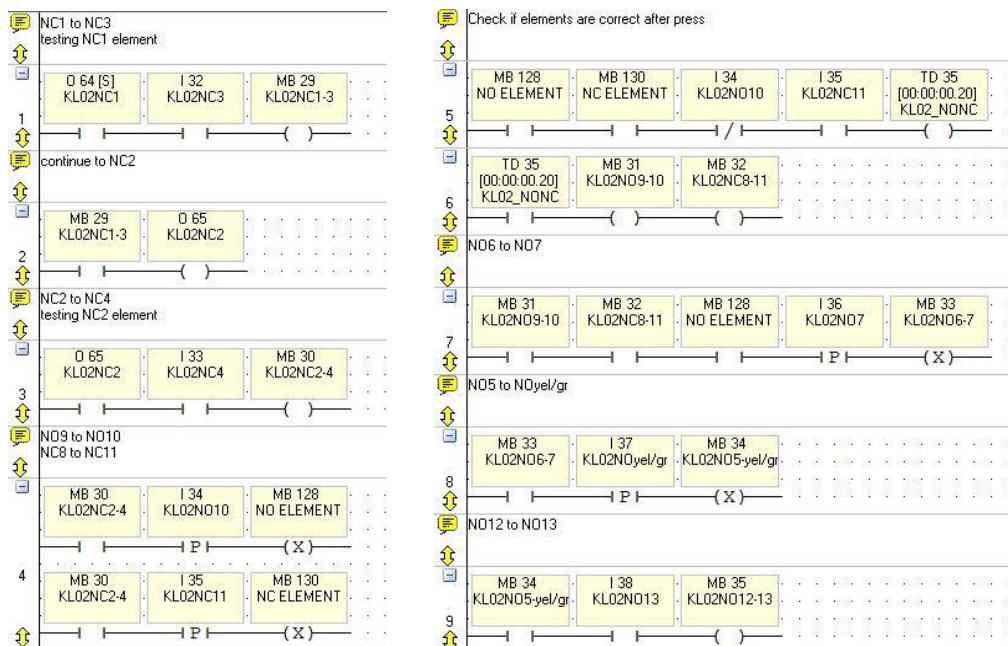 NC1 to NC3
testing NC1 element
O 64 [S] I 32 MB 29
KL02NC1 KL02NC3 KL02NC1-3
1
continue to NC2
MB 29 O 65
KL02NC1-3 KL02NC2
2
NC2 to NC4
testing NC2 element
O 65 I 33 MB 30
KL02NC2 KL02NC4 KL02NC2-4
3
NO9 to NO10
NC8 to NC11
MB 30 I 34 MB 128
KL02NC2-4 KL02NO10 NO ELEMENT
P X
4
MB 30 I 35 MB 130
KL02NC2-4 KL02NC11 NC ELEMENT
P X
Check if elements are correct after press
MB 128 MB 130 I 34 I 35 TD 35
NO ELEMENT NC ELEMENT KL02NO10 KL02NC11 [00:00:00.20]
KL02_NONC
5
TD 35 MB 31 MB 32
[00:00:00.20] KL02NO9-10 KL02NC8-11
KL02_NONC
6
NO6 to NO7
MB 31 MB 32 MB 128 I 36 MB 33
KL02NO9-10 KL02NC8-11 NO ELEMENT KL02NO7 KL02NO6-7
7
P X
NO5 to NOyel/gr
MB 33 I 37 MB 34
KL02NO6-7 KL02NOyel/gr KL02NO5-yel/gr
8
P X
NO12 to NO13
MB 34 I 38 MB 35
KL02NO5-yel/gr KL02NO13 KL02NO12-13
9